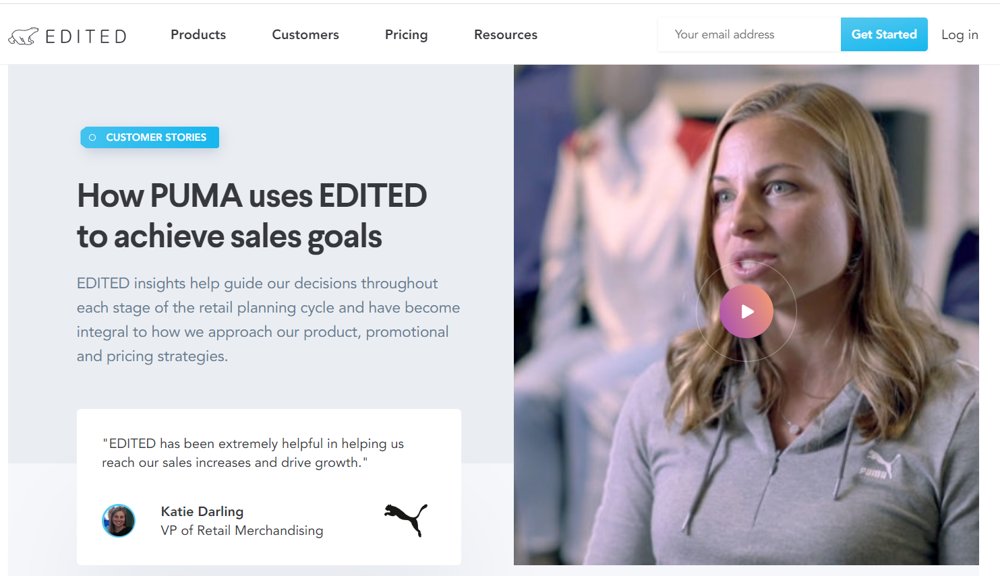 EDITED
Products
Customers
Pricing
Resources
Your email address
Get Started
Log in
CUSTOMER STORIES
How PUMA uses EDITED
to achieve sales goals
EDITED insights help guide our decisions throughout
each stage of the retail planning cycle and have become
integral to how we approach our product, promotional
and pricing strategies.
"EDITED has been extremely helpful in helping us
reach our sales increases and drive growth."
Katie Darling
VP of Retail Merchandising
PUMA